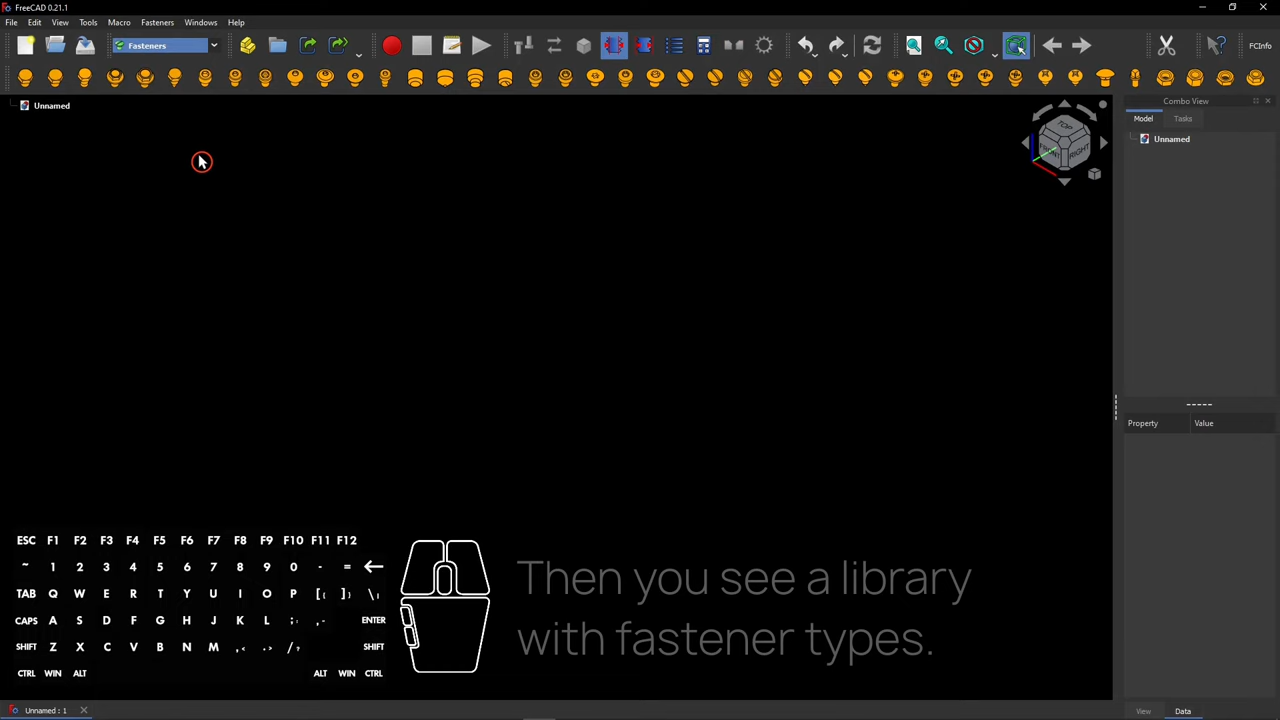 FreeCAD 0.21.1
File Edit View Tools Macro Fasteners Windows Help
Fasteners
FCInfo
Unnamed
TOP
FRONT
RIGHT
Combo View
Model Tasks
Unnamed
Property Value
ESC F1 F2 F3 F4 F5 F6 F7 F8 F9 F10 F11 F12
~ 1 2 3 4 5 6 7 8 9 0 - = ←
TAB Q W E R T Y U I O P [{ ]} \|
CAPS A S D F G H J K L ;: ,- ENTER
SHIFT Z X C V B N M ,< .> /? SHIFT
CTRL WIN ALT ALT WIN CTRL
Then you see a library
with fastener types.
Unnamed : 1
View Data